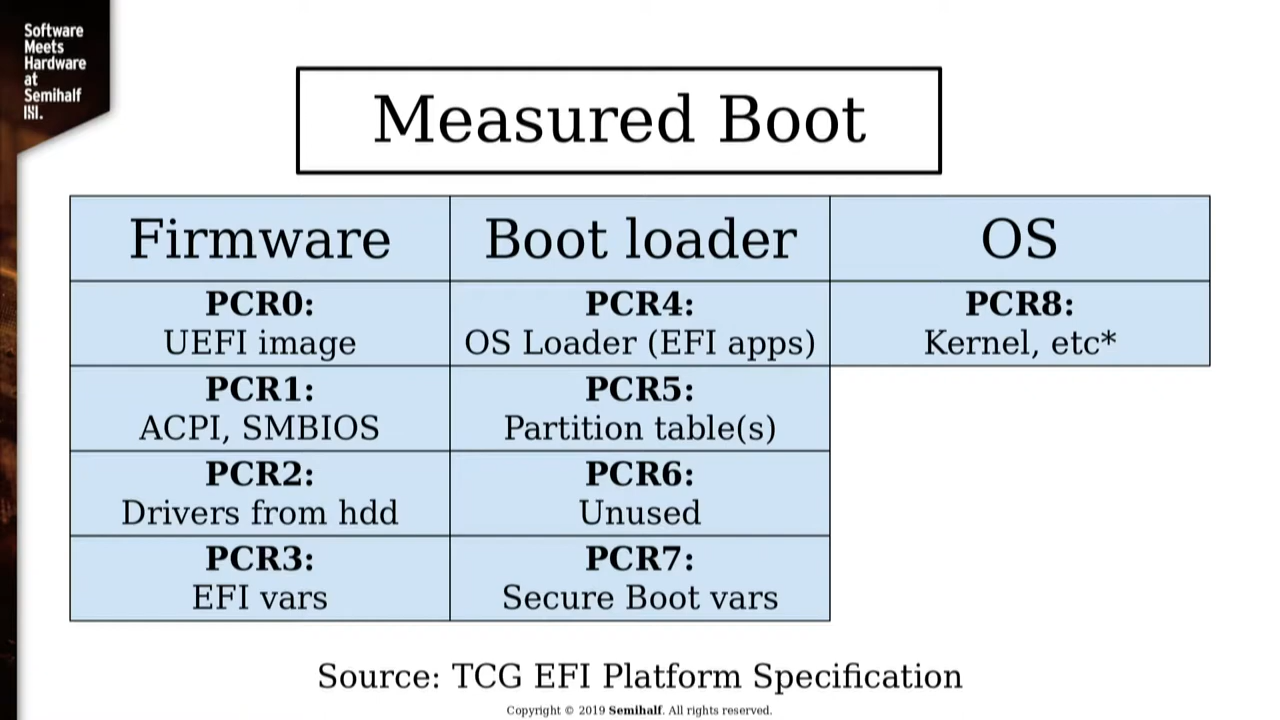 Software
Meets
Hardware
at
Semihalf
Measured Boot
Firmware
Boot loader
OS
PCR0:
UEFI image
PCR4:
OS Loader (EFI apps)
PCR8:
Kernel, etc*
PCR1:
ACPI, SMBIOS
PCR5:
Partition table(s)
PCR2:
Drivers from hdd
PCR6:
Unused
PCR3:
EFI vars
PCR7:
Secure Boot vars
Source: TCG EFI Platform Specification
Copyright © 2019 Semihalf. All rights reserved.